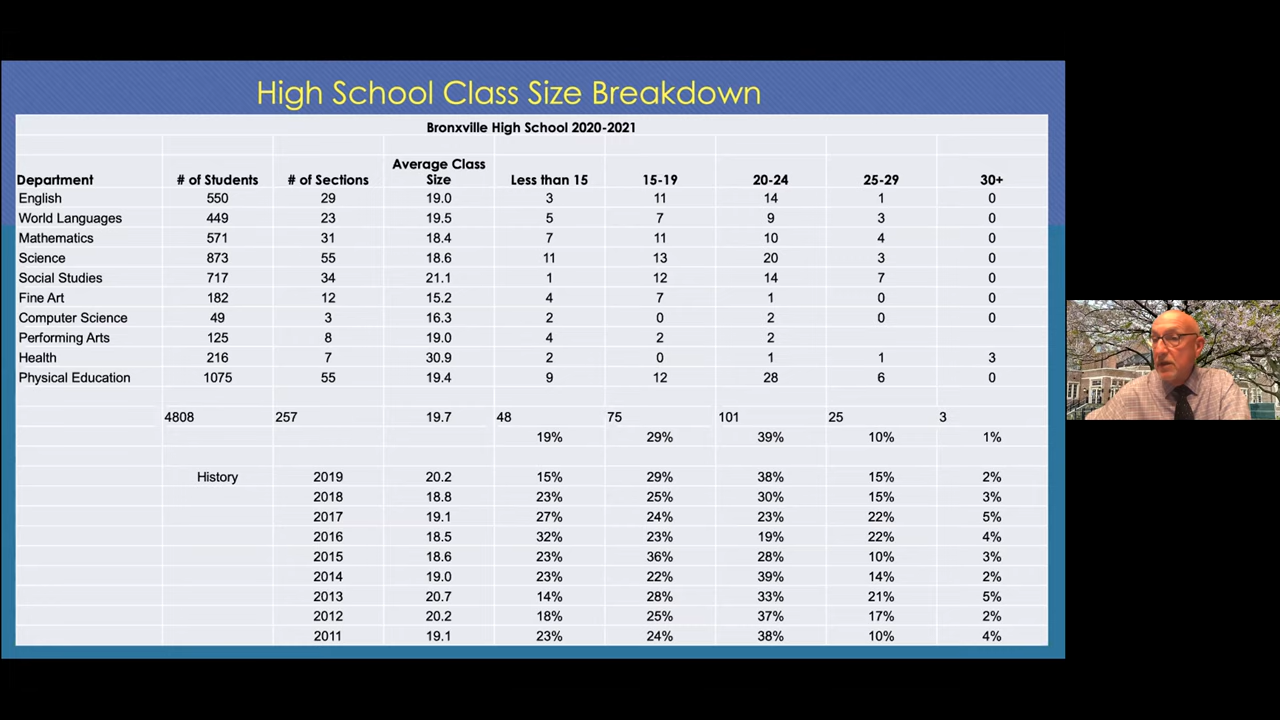 High School Class Size Breakdown
Bronxville High School 2020-2021
Department # of Students # of Sections Average Class Size Less than 15 15-19 20-24 25-29 30+
English 550 29 19.0 3 11 14 1 0
World Languages 449 23 19.5 5 7 9 3 0
Mathematics 571 31 18.4 7 11 10 4 0
Science 873 55 18.6 11 13 20 3 0
Social Studies 717 34 21.1 1 12 14 7 0
Fine Art 182 12 15.2 4 7 1 0 0
Computer Science 49 3 16.3 2 0 2 0 0
Performing Arts 125 8 19.0 4 2 2
Health 216 7 30.9 2 0 1 1 3
Physical Education 1075 55 19.4 9 12 28 6 0
4808 257 19.7 48 75 101 25 3
19% 29% 39% 10% 1%
History 2019 20.2 15% 29% 38% 15% 2%
2018 18.8 23% 25% 30% 15% 3%
2017 19.1 27% 24% 23% 22% 5%
2016 18.5 32% 23% 19% 22% 4%
2015 18.6 23% 36% 28% 10% 3%
2014 19.0 23% 22% 39% 14% 2%
2013 20.7 14% 28% 33% 21% 5%
2012 20.2 18% 25% 37% 17% 2%
2011 19.1 23% 24% 38% 10% 4%